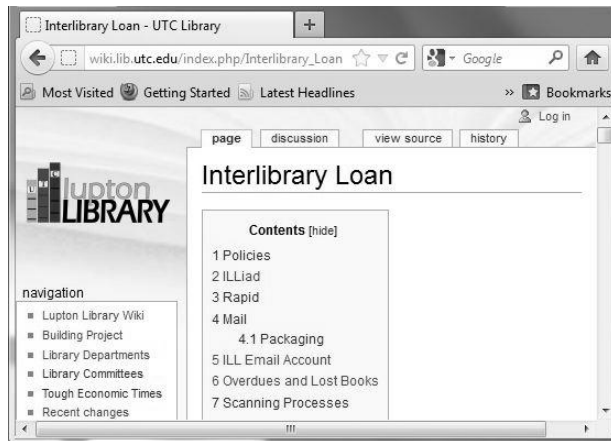 Interlibrary Loan - UTC Library
wiki.lib.utc.edu/index.php/Interlibrary_Loan
Google
Most Visited Getting Started Latest Headlines » Bookmarks
Log in
page discussion view source history
lupton
LIBRARY
Interlibrary Loan
Contents [hide]
1 Policies
2 ILLiad
3 Rapid
4 Mail
4.1 Packaging
5 ILL Email Account
6 Overdues and Lost Books
7 Scanning Processes
navigation
Lupton Library Wiki
Building Project
Library Departments
Library Committees
Tough Economic Times
Recent changes